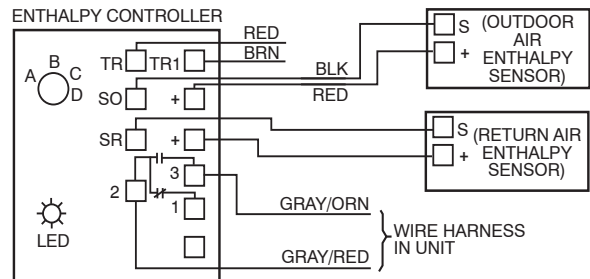 ENTHALPY CONTROLLER
RED
BRN
TR
TR1
A
B
C
D
BLK
RED
SO
+
S
+
(OUTDOOR
AIR
ENTHALPY
SENSOR)
SR
+
S
+
(RETURN AIR
ENTHALPY
SENSOR)
3
2
1
GRAY/ORN
WIRE HARNESS
IN UNIT
LED
GRAY/RED